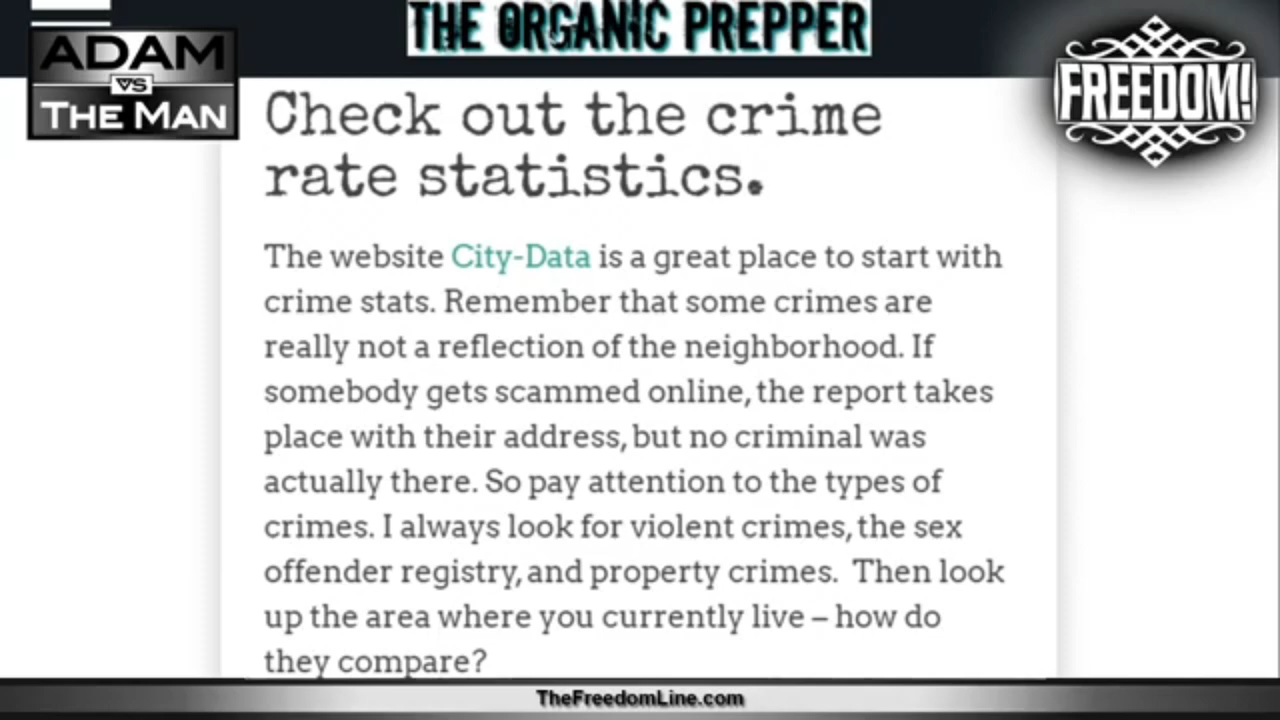 THE ORGANIC PREPPER
ADAM
VS
THE MAN
FREEDOM!
Check out the crime
rate statistics.
The website City-Data is a great place to start with
crime stats. Remember that some crimes are
really not a reflection of the neighborhood. If
somebody gets scammed online, the report takes
place with their address, but no criminal was
actually there. So pay attention to the types of
crimes. I always look for violent crimes, the sex
offender registry, and property crimes.  Then look
up the area where you currently live – how do
they compare?
TheFreedomLine.com